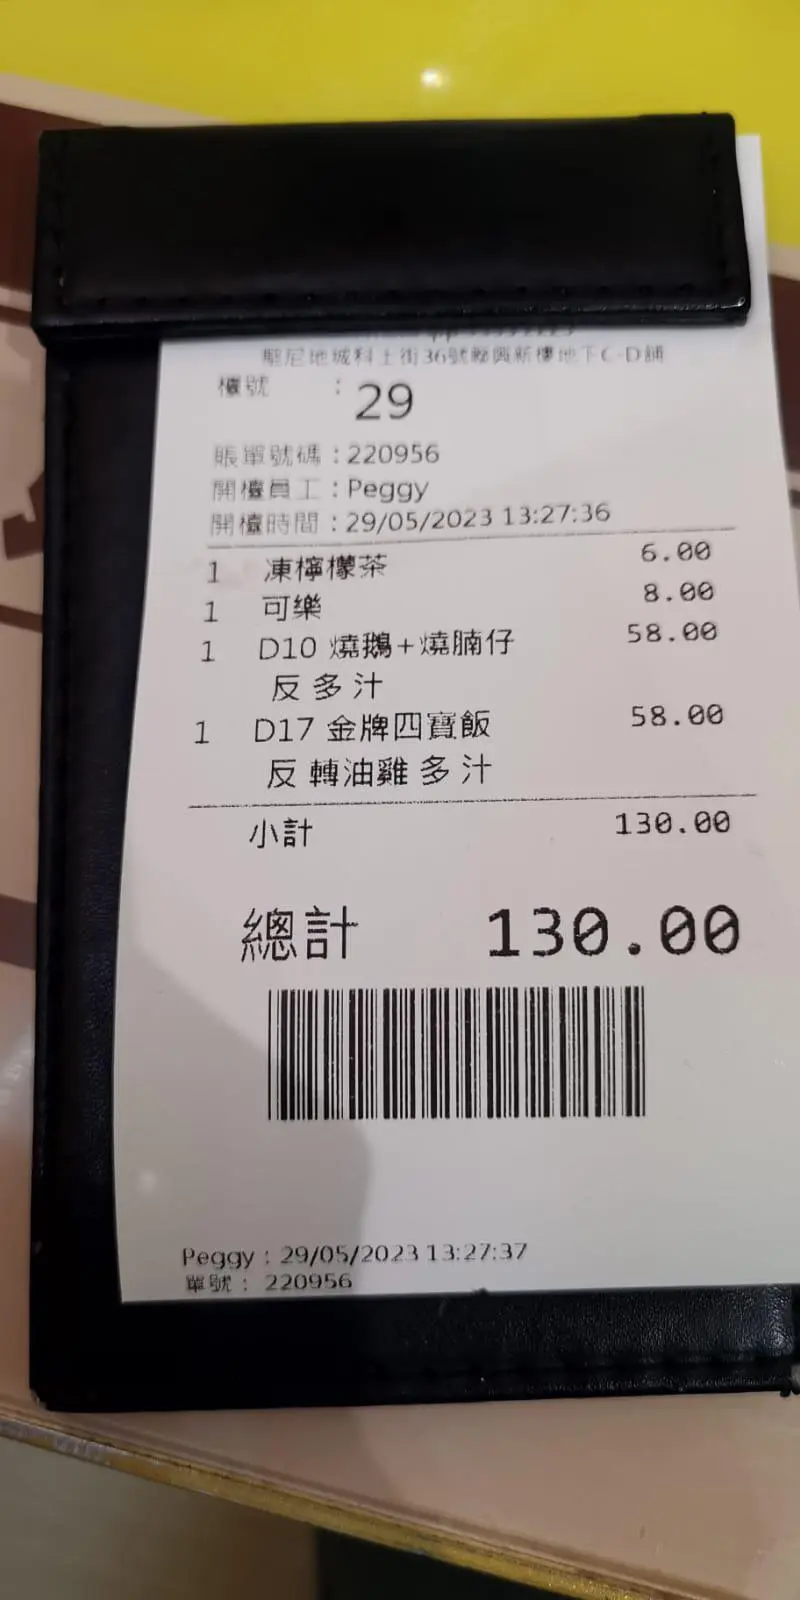 堅尼地城科士街36號聯興新樓地下C-D舖
檯號 : 29
賬單號碼 : 220956
開檯員工 : Peggy
開檯時間 : 29/05/2023 13:27:36
1 凍檸檬茶 6.00
1 可樂 8.00
1 D10 燒鵝+燒腩仔 58.00
反 多 汁
1 D17 金牌四寶飯 58.00
反 轉油雞 多 汁
小計 130.00
總計 130.00
Peggy : 29/05/2023 13:27:37
單號 : 220956